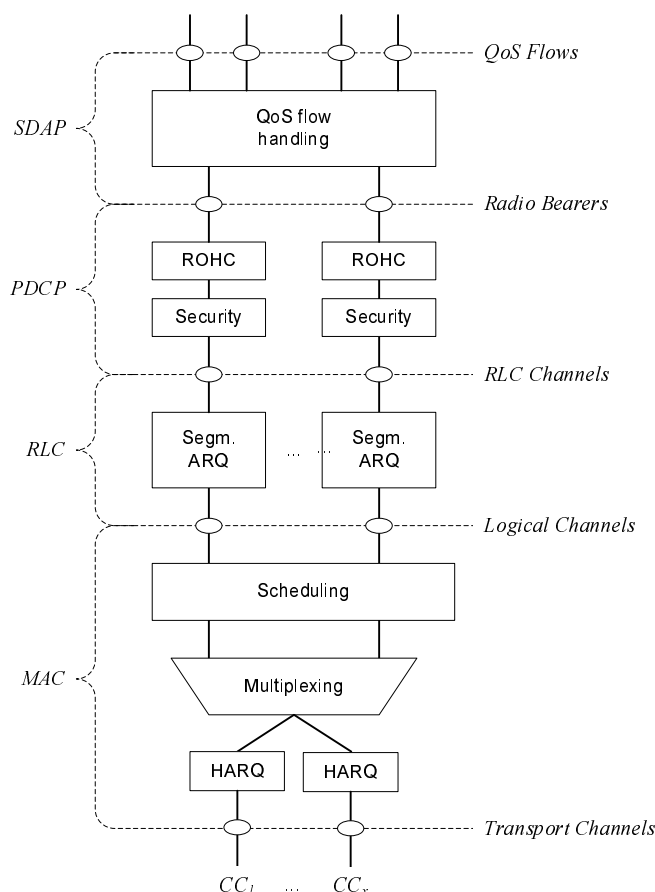 QoS Flows
QoS flow
handling
SDAP
Radio Bearers
ROHC
ROHC
PDCP
Security
Security
RLC Channels
Segm.
ARQ
...
...
Segm.
ARQ
RLC
Logical Channels
Scheduling
MAC
Multiplexing
HARQ
HARQ
Transport Channels
CC1
...
CCx